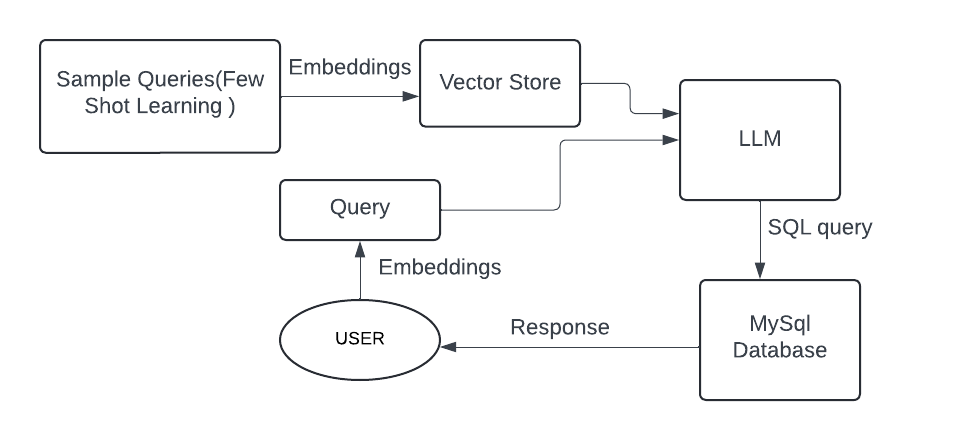 Sample Queries(Few
Shot Learning )
Embeddings
Vector Store
LLM
Query
SQL query
Embeddings
USER
Response
MySql
Database